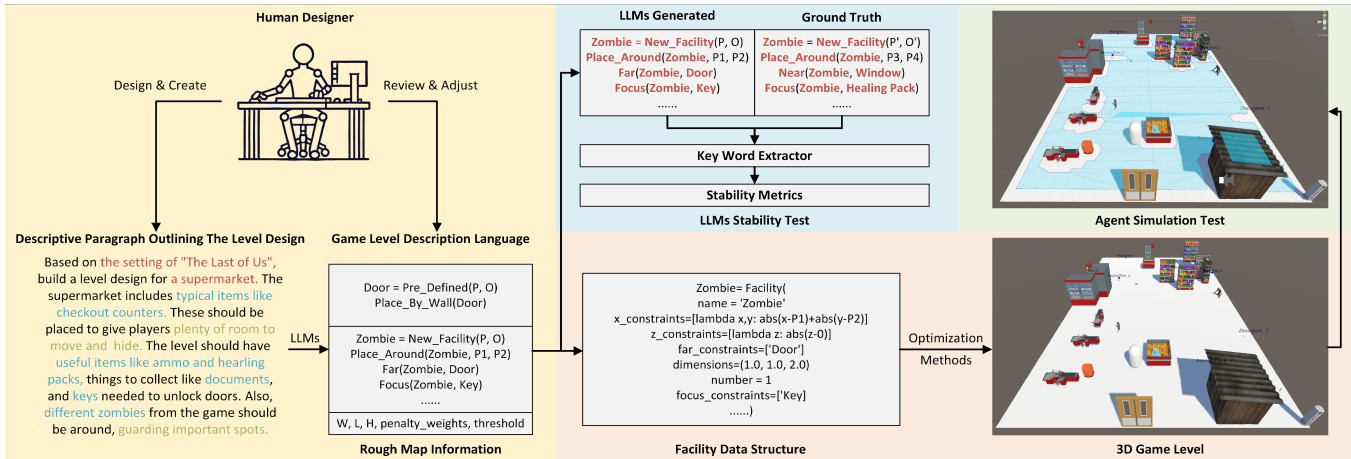 Human Designer
Design & Create
Review & Adjust
Descriptive Paragraph Outlining The Level Design
Based on the setting of "The Last of Us",
build a level design for a supermarket. The
supermarket includes typical items like
checkout counters. These should be
placed to give players plenty of room to
move and hide. The level should have
useful items like ammo and hearling
packs, things to collect like documents,
and keys needed to unlock doors. Also,
different zombies from the game should
be around, guarding important spots.
LLMs
Game Level Description Language
Door = Pre_Defined(P, O)
Place_By_Wall(Door)
Zombie = New_Facility(P, O)
Place_Around(Zombie, P1, P2)
Far(Zombie, Door)
Focus(Zombie, Key)
......
W, L, H, penalty_weights, threshold
Rough Map Information
LLMs Generated
Zombie = New_Facility(P, O)
Place_Around(Zombie, P1, P2)
Far(Zombie, Door)
Focus(Zombie, Key)
......
Ground Truth
Zombie = New_Facility(P', O')
Place_Around(Zombie, P3, P4)
Near(Zombie, Window)
Focus(Zombie, Healing Pack)
......
Key Word Extractor
Stability Metrics
LLMs Stability Test
Zombie= Facility(
name = 'Zombie'
x_constraints=[lambda x,y: abs(x-P1)+abs(y-P2)]
z_constraints=[lambda z: abs(z-0)]
far_constraints=['Door']
dimensions=(1.0, 1.0, 2.0)
number = 1
focus_constraints=['Key]
......)
Facility Data Structure
Optimization
Methods
Agent Simulation Test
3D Game Level